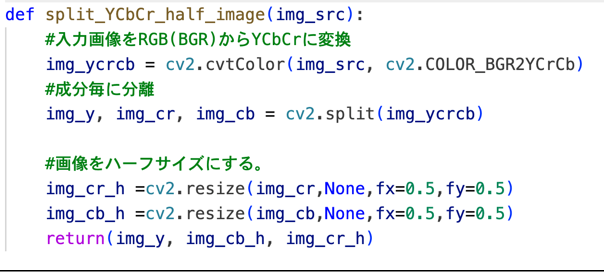 def split_YCbCr_half_image(img_src):
    #入力画像をRGB(BGR)からYCbCrに変換
    img_ycrcb = cv2.cvtColor(img_src, cv2.COLOR_BGR2YCrCb)
    #成分毎に分離
    img_y, img_cr, img_cb = cv2.split(img_ycrcb)

    #画像をハーフサイズにする。
    img_cr_h =cv2.resize(img_cr,None,fx=0.5,fy=0.5)
    img_cb_h =cv2.resize(img_cb,None,fx=0.5,fy=0.5)
    return(img_y, img_cb_h, img_cr_h)